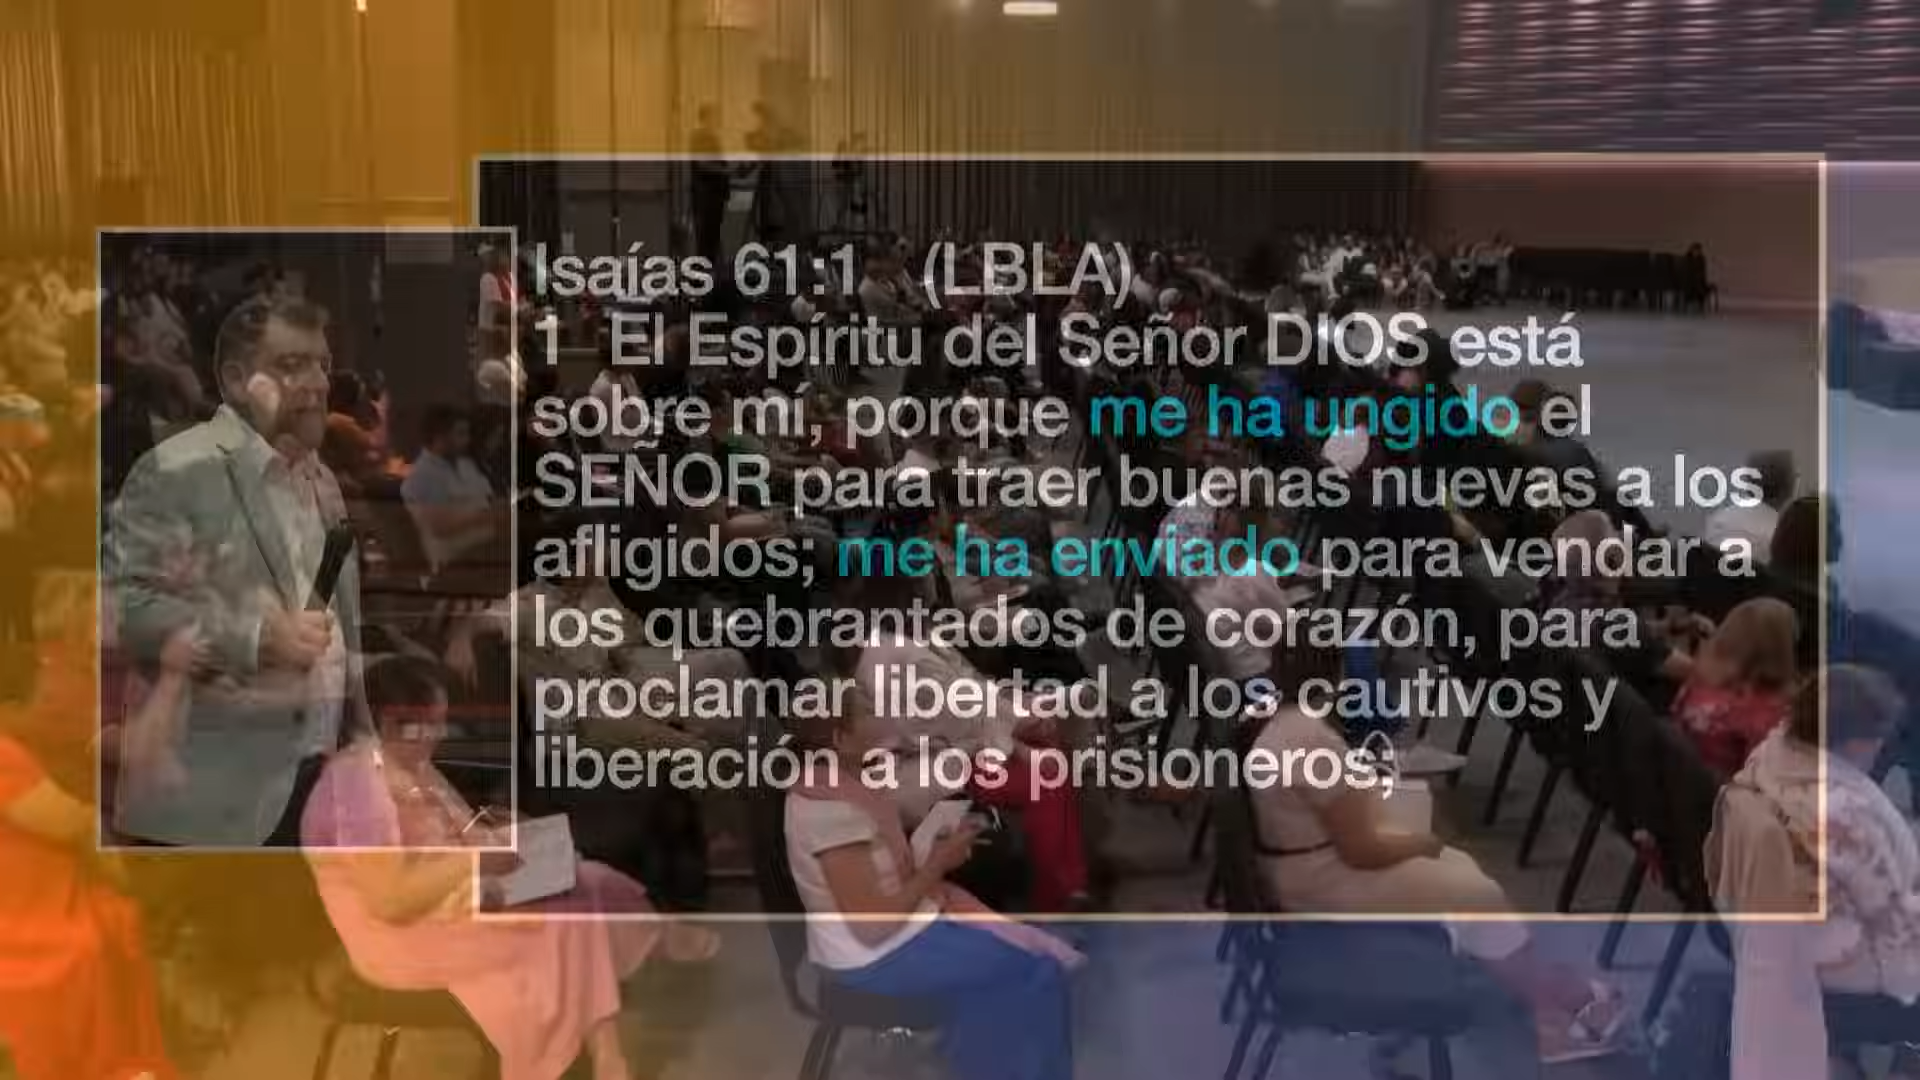 Isaías 61:1 (LBLA)
1 El Espíritu del Señor DIOS está
sobre mí, porque me ha ungido el
SEÑOR para traer buenas nuevas a los
afligidos; me ha enviado para vendar a
los quebrantados de corazón, para
proclamar libertad a los cautivos y
liberación a los prisioneros;